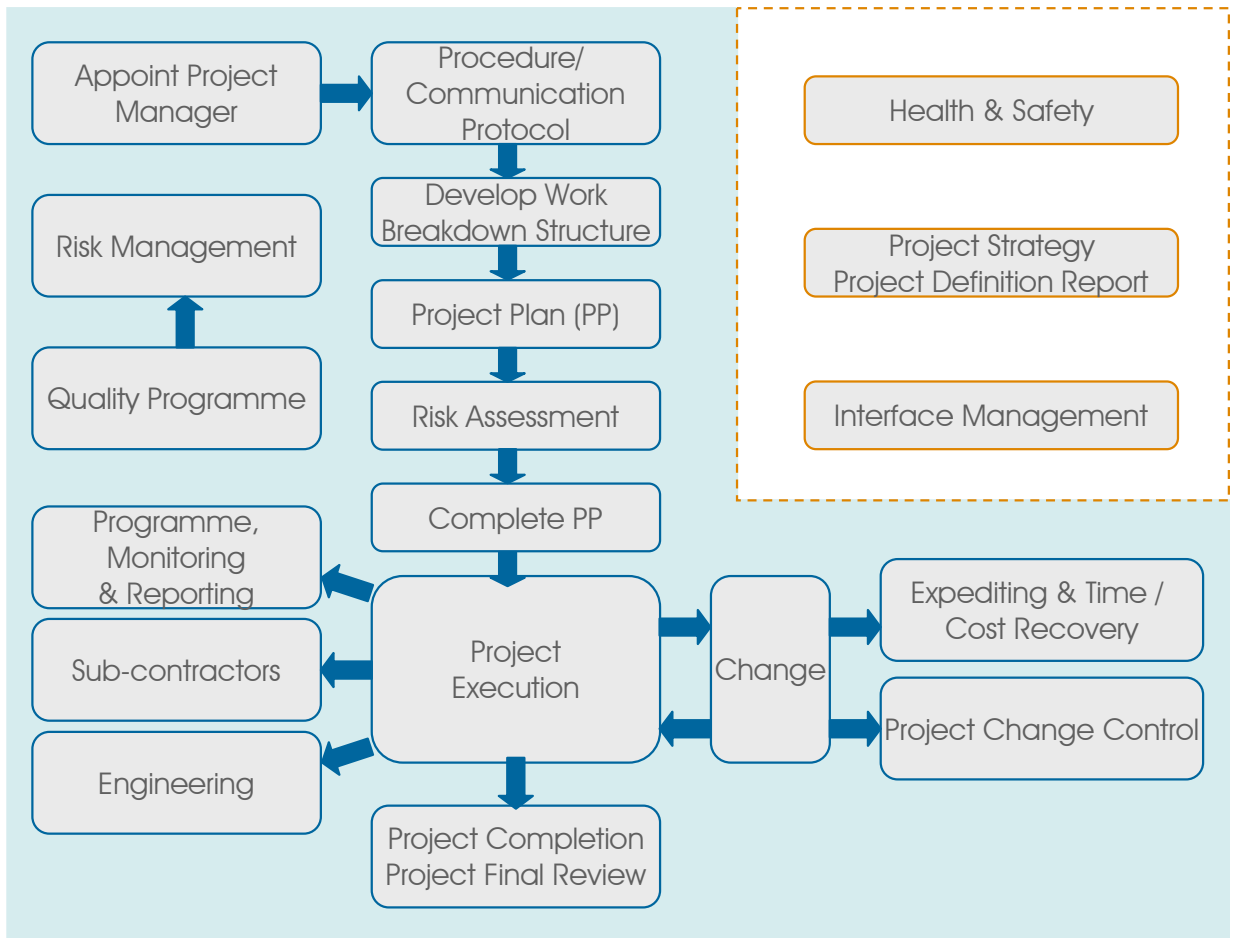 Appoint Project
Manager
Procedure/
Communication
Protocol
Health & Safety
Risk Management
Develop Work
Breakdown Structure
Project Strategy
Project Definition Report
Project Plan (PP)
Quality Programme
Risk Assessment
Interface Management
Complete PP
Programme,
Monitoring
& Reporting
Sub-contractors
Engineering
Project
Execution
Change
Expediting & Time /
Cost Recovery
Project Change Control
Project Completion
Project Final Review